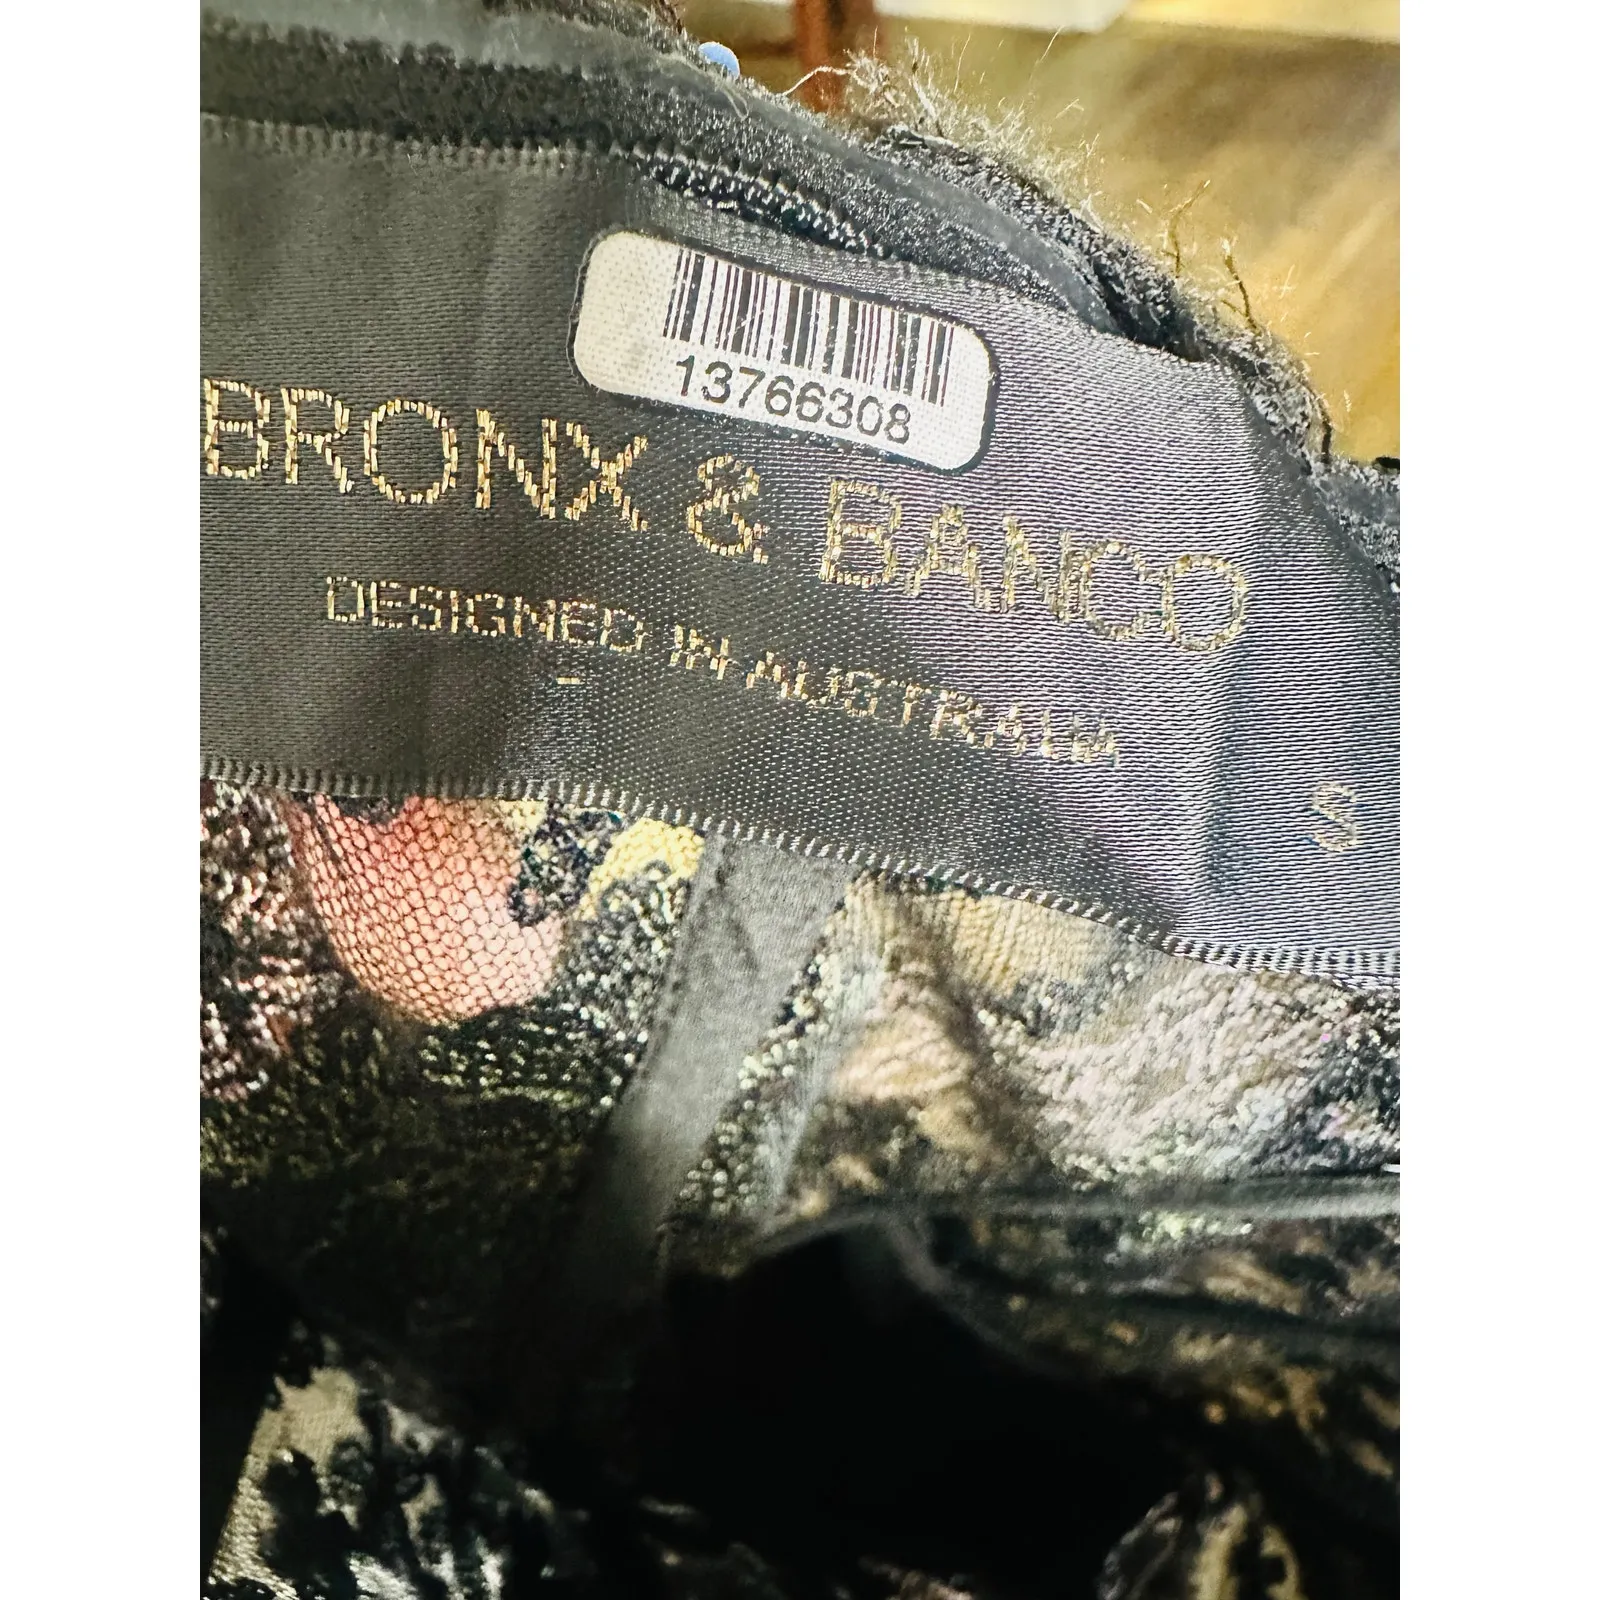 13766308
BRONX & BANCO
DESIGNED IN AUSTRALIA
S